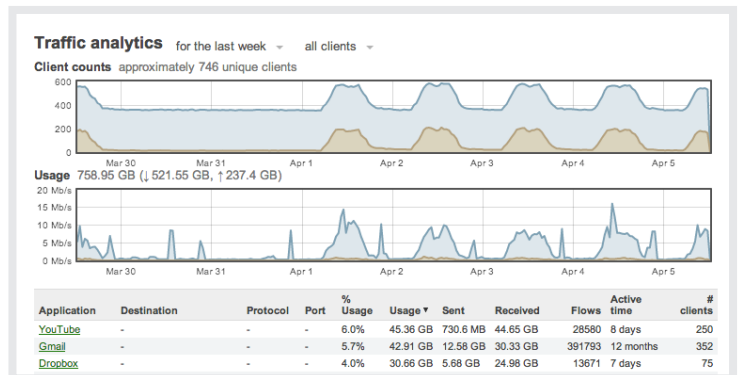 Traffic analytics for the last week all clients
Client counts approximately 746 unique clients
600
400
200
0
Mar 30 Mar 31 Apr 1 Apr 2 Apr 3 Apr 4 Apr 5
Usage 758.95 GB (↓521.55 GB, ↑237.4 GB)
20 Mb/s
15 Mb/s
10 Mb/s
5 Mb/s
0 Mb/s
Mar 30 Mar 31 Apr 1 Apr 2 Apr 3 Apr 4 Apr 5
Application Destination Protocol Port % Usage Usage▼ Sent Received Flows Active time # clients
YouTube - - - 6.0% 45.36 GB 730.6 MB 44.65 GB 28580 8 days 250
Gmail - - - 5.7% 42.91 GB 12.58 GB 30.33 GB 391793 12 months 352
Dropbox - - - 4.0% 30.66 GB 5.68 GB 24.98 GB 13671 7 days 75